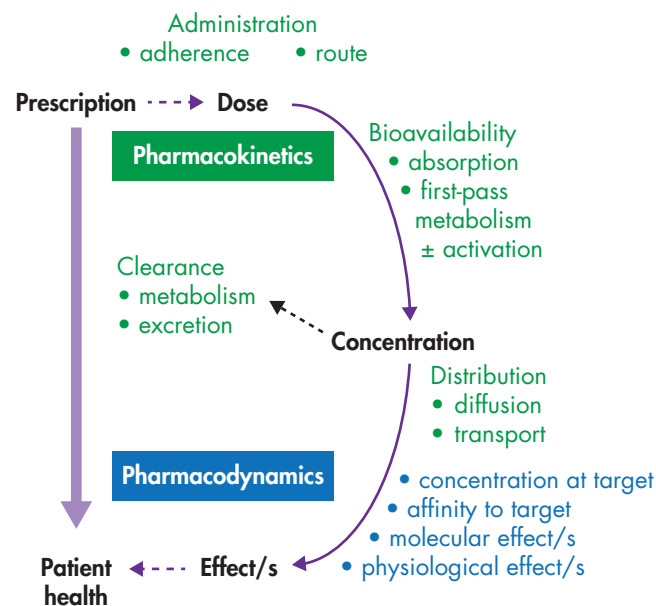 Administration
• adherence • route
Prescription
Dose
Pharmacokinetics
Bioavailability
• absorption
• first-pass
metabolism
± activation
Clearance
• metabolism
• excretion
Concentration
Distribution
• diffusion
• transport
Pharmacodynamics
• concentration at target
• affinity to target
• molecular effect/s
• physiological effect/s
Patient
health
Effect/s